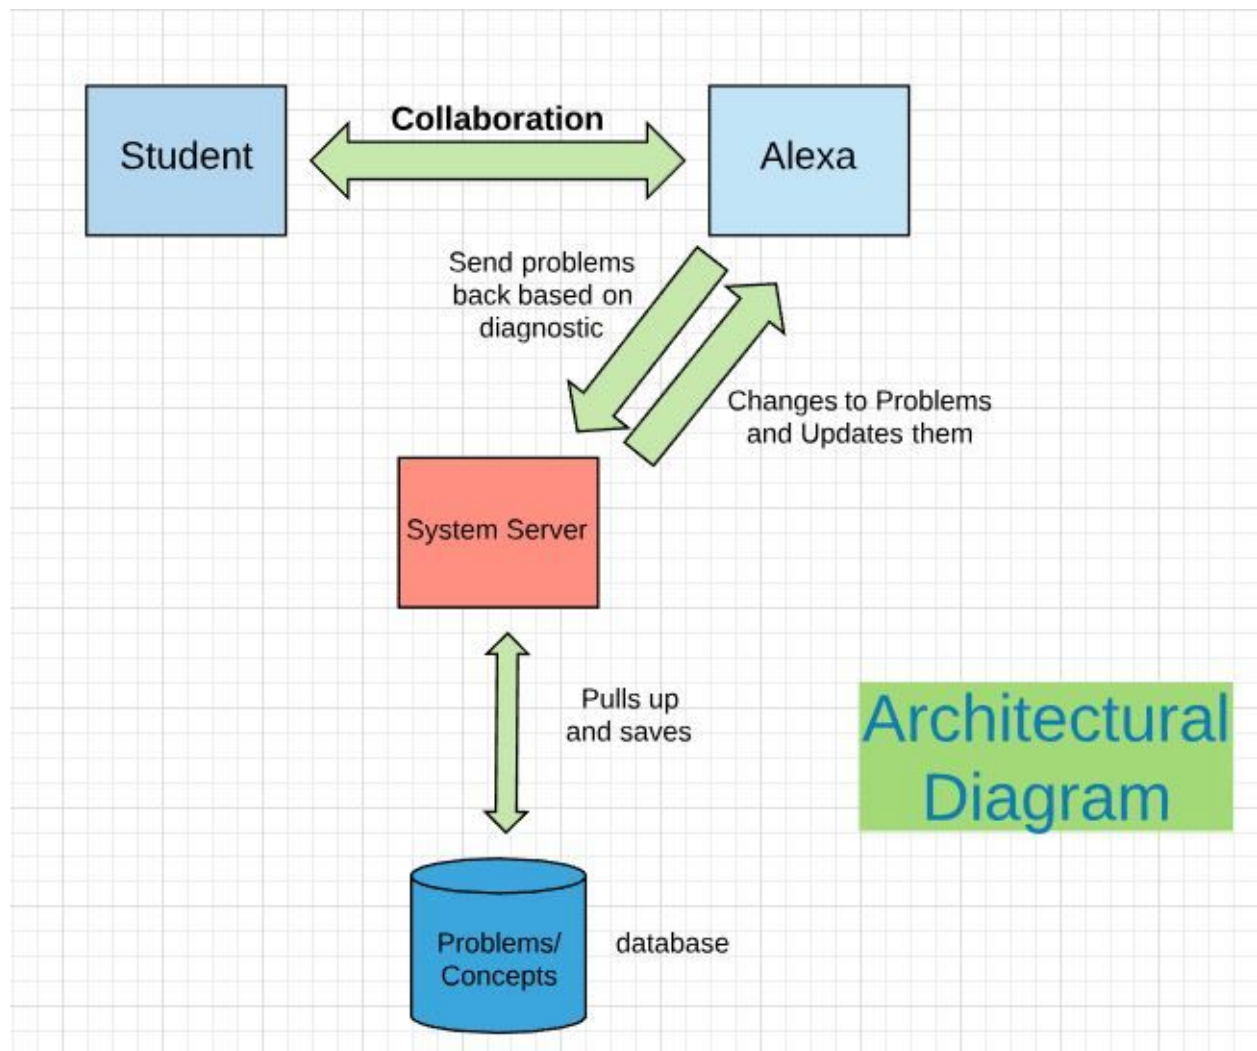 Student
Collaboration
Alexa
Send problems
back based on
diagnostic
Changes to Problems
and Updates them
System Server
Pulls up
and saves
Architectural
Diagram
Problems/
Concepts
database